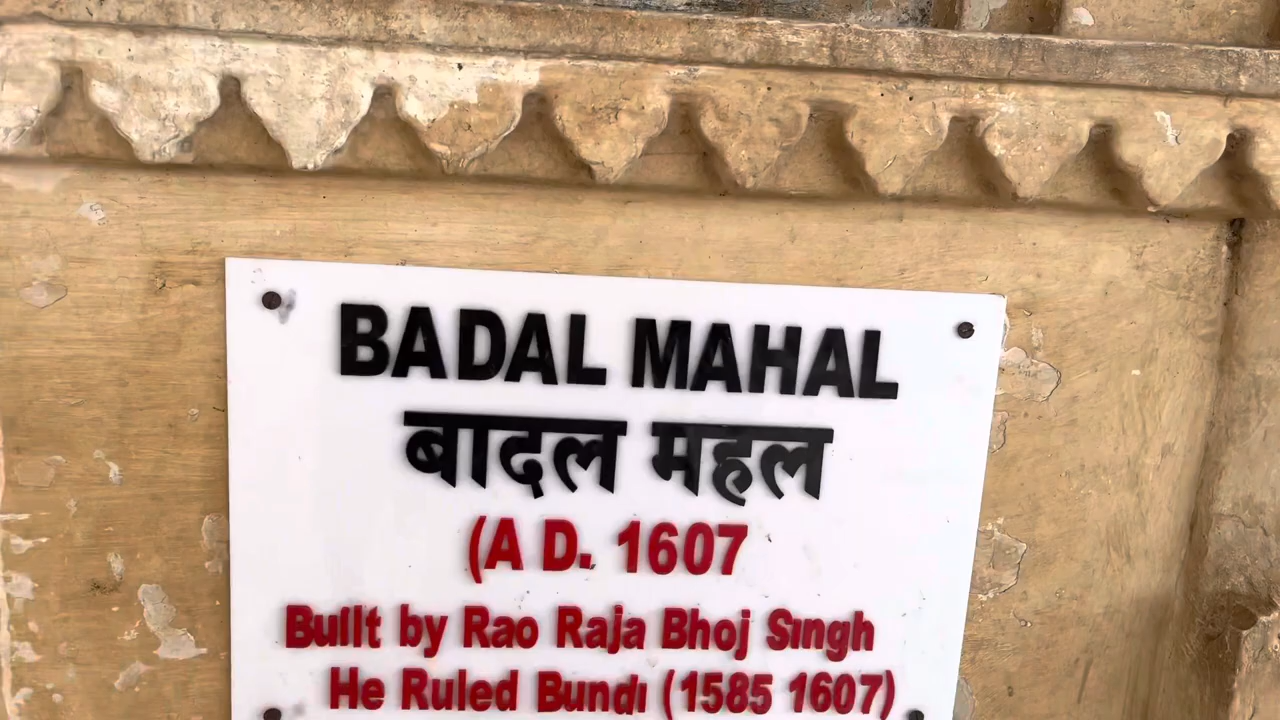 BADAL MAHAL
बादल महल
(A D. 1607
Built by Rao Raja Bhoj Singh
He Ruled Bundi (1585 1607)